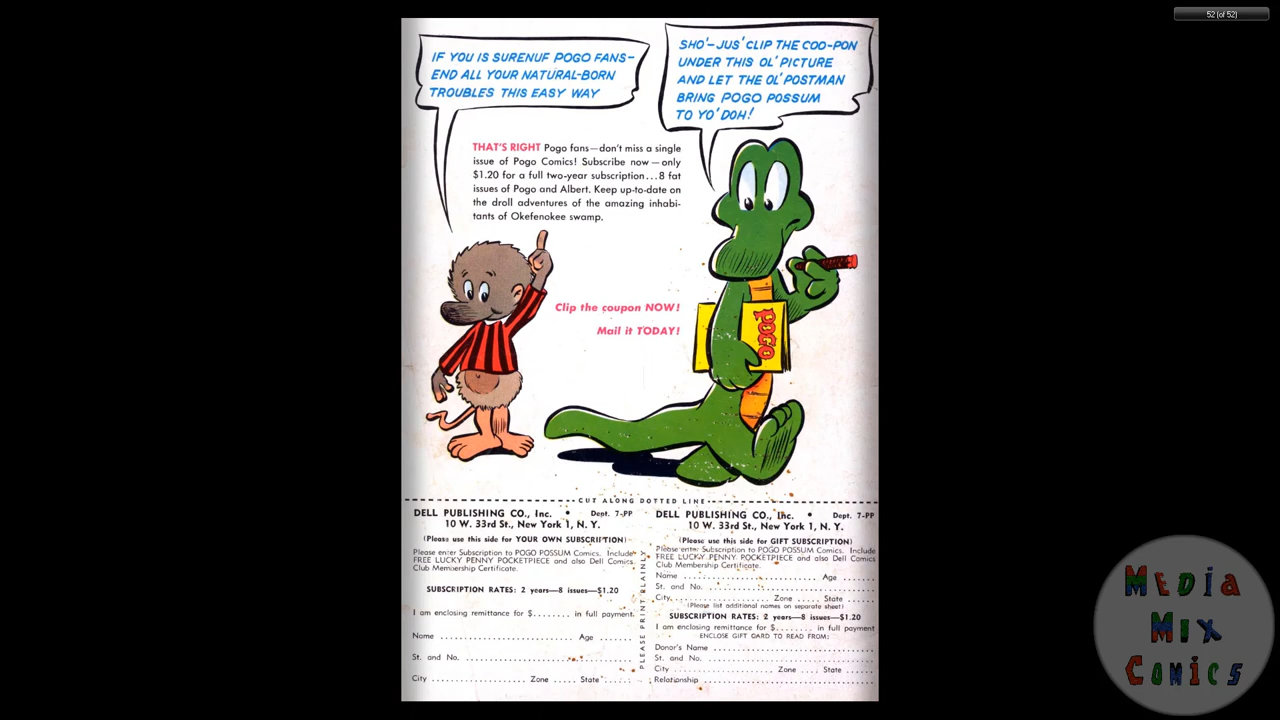 52 (of 52)
IF YOU IS SURENUF POGO FANS-
END ALL YOUR NATURAL-BORN
TROUBLES THIS EASY WAY
SHO'-JUS' CLIP THE COO-PON
UNDER THIS OL' PICTURE
AND LET THE OL' POSTMAN
BRING POGO POSSUM
TO YO' DOH!
THAT'S RIGHT Pogo fans—don't miss a single
issue of Pogo Comics! Subscribe now—only
$1.20 for a full two-year subscription...8 fat
issues of Pogo and Albert. Keep up-to-date on
the droll adventures of the amazing inhabi-
tants of Okefenokee swamp.
Clip the coupon NOW!
Mail it TODAY!
POGO
CUT ALONG DOTTED LINE
DELL PUBLISHING CO., Inc. • Dept. 7-PP
10 W. 33rd St., New York 1, N. Y.
(Please use this side for YOUR OWN SUBSCRIPTION)
Please enter Subscription to POGO POSSUM Comics. Include
FREE LUCKY PENNY POCKETPIECE and also Dell Comics
Club Membership Certificate.
SUBSCRIPTION RATES: 2 years—8 issues—$1.20
I am enclosing remittance for $........ in full payment.
Name ........ Age ........
St. and No. ........
City ........ Zone ..... State ........
PLEASE PRINT PLAINLY
DELL PUBLISHING CO., Inc. • Dept. 7-PP
10 W. 33rd St., New York 1, N. Y.
(Please use this side for GIFT SUBSCRIPTION)
Please enter Subscription to POGO POSSUM Comics. Include
FREE LUCKY PENNY POCKETPIECE and also Dell Comics
Club Membership Certificate.
Name ........ Age ........
St. and No. ........
City ........ Zone ..... State ........
(Please list additional names on separate sheet)
SUBSCRIPTION RATES: 2 years—8 issues—$1.20
I am enclosing remittance for $........ in full payment
ENCLOSE GIFT CARD TO READ FROM:
Donor's Name ........
St. and No. ........
City ........ Zone ..... State ........
Relationship ........
MEDiA
MiX
COMiCS